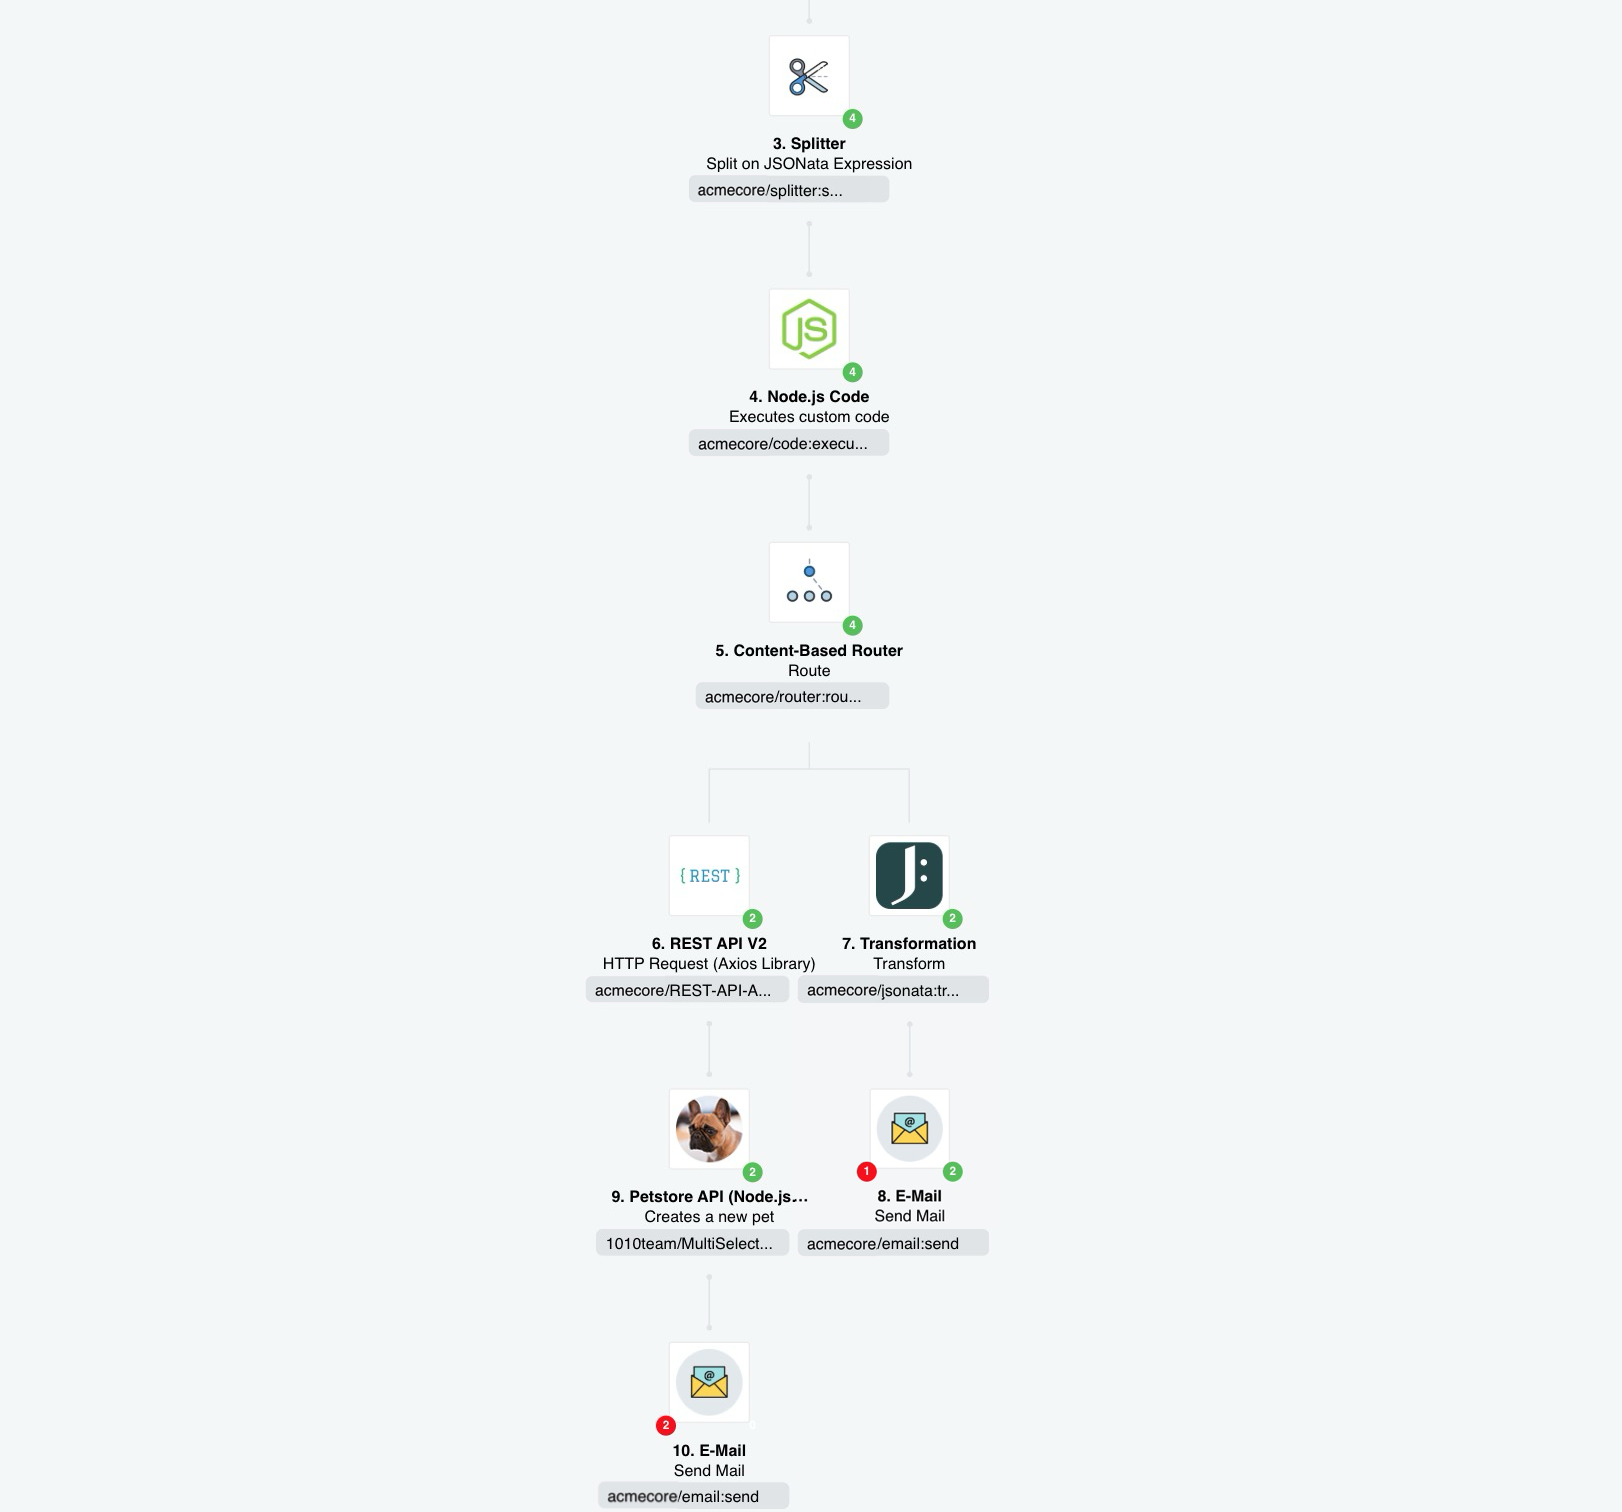 4
3. Splitter
Split on JSONata Expression
acmecore/splitter:s...
JS
4
4. Node.js Code
Executes custom code
acmecore/code:execu...
4
5. Content-Based Router
Route
acmecore/router:rou...
{ REST }
J:
2
2
6. REST API V2
7. Transformation
HTTP Request (Axios Library)
Transform
acmecore/REST-API-A...
acmecore/jsonata:tr...
@
2
1
2
9. Petstore API (Node.js...
8. E-Mail
Creates a new pet
Send Mail
1010team/MultiSelect...
acmecore/email:send
@
2
10. E-Mail
Send Mail
acmecore/email:send